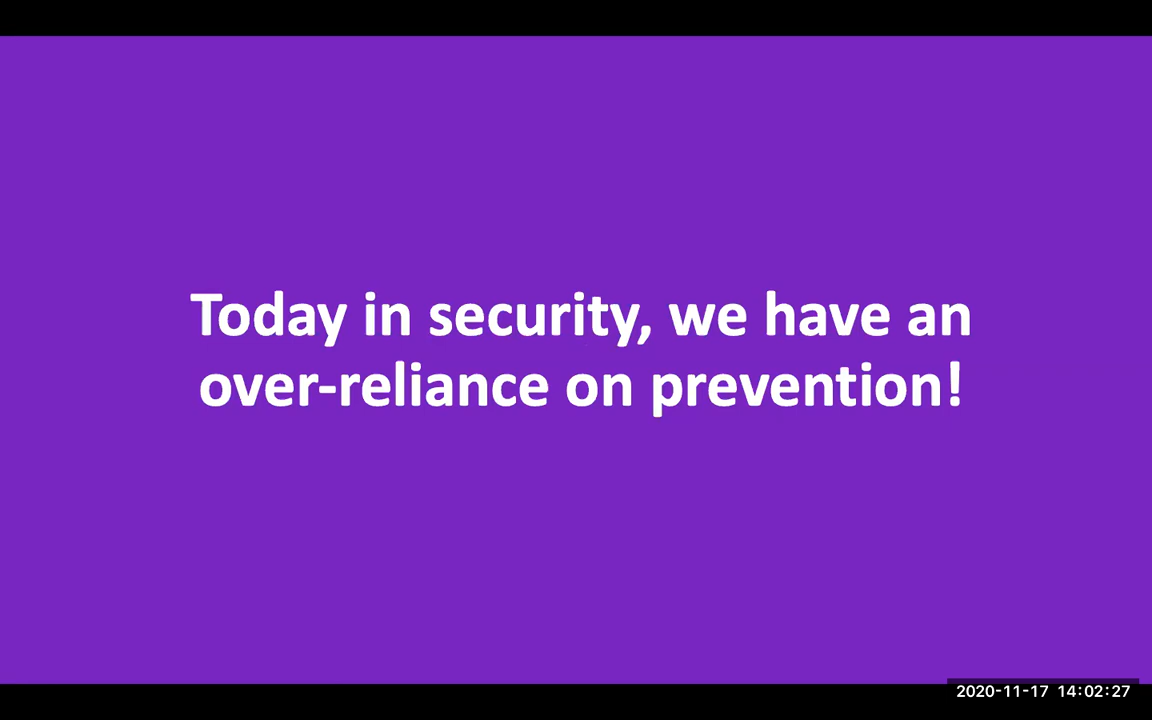 Today in security, we have an
over-reliance on prevention!
2020-11-17 14:02:27